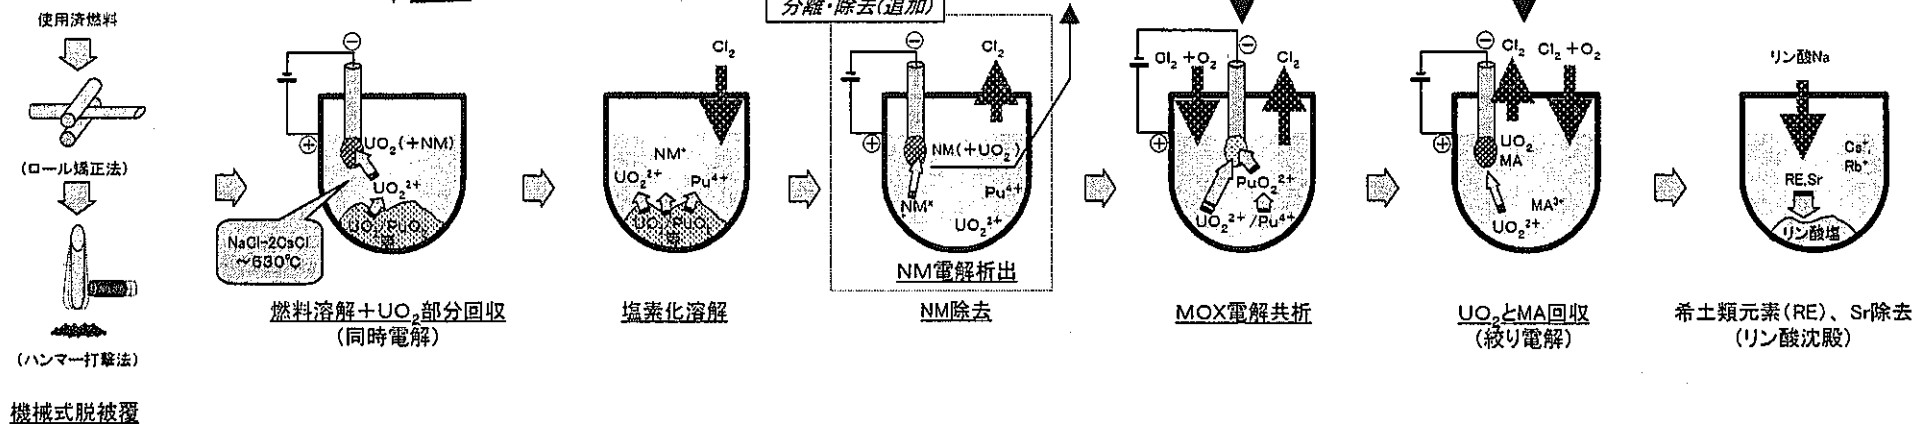 使用済燃料
(ロール矯正法)
(ハンマー打撃法)
機械式脱被覆
⊖
⊕
UO₂(+NM)
UO₂²⁺
UO₂,PuO₂
NaCl-2CsCl
~630℃
燃料溶解+UO₂部分回収
(同時電解)
Cl₂
NM⁺
UO₂²⁺
Pu⁴⁺
塩素化溶解
分離・除去(追加)
⊖
Cl₂
⊕
NM(+UO₂)
Pu⁴⁺
UO₂²⁺
NM電解析出
NM除去
⊖
Cl₂+O₂
Cl₂
⊕
PuO₂²⁺
UO₂²⁺/Pu⁴⁺
MOX電解共析
⊖
Cl₂
Cl₂+O₂
⊕
UO₂
MA
MA³⁺
UO₂²⁺
UO₂とMA回収
(絞り電解)
リン酸Na
Cs⁺
Rb⁺
RE,Sr
リン酸塩
希土類元素(RE)、Sr除去
(リン酸沈殿)